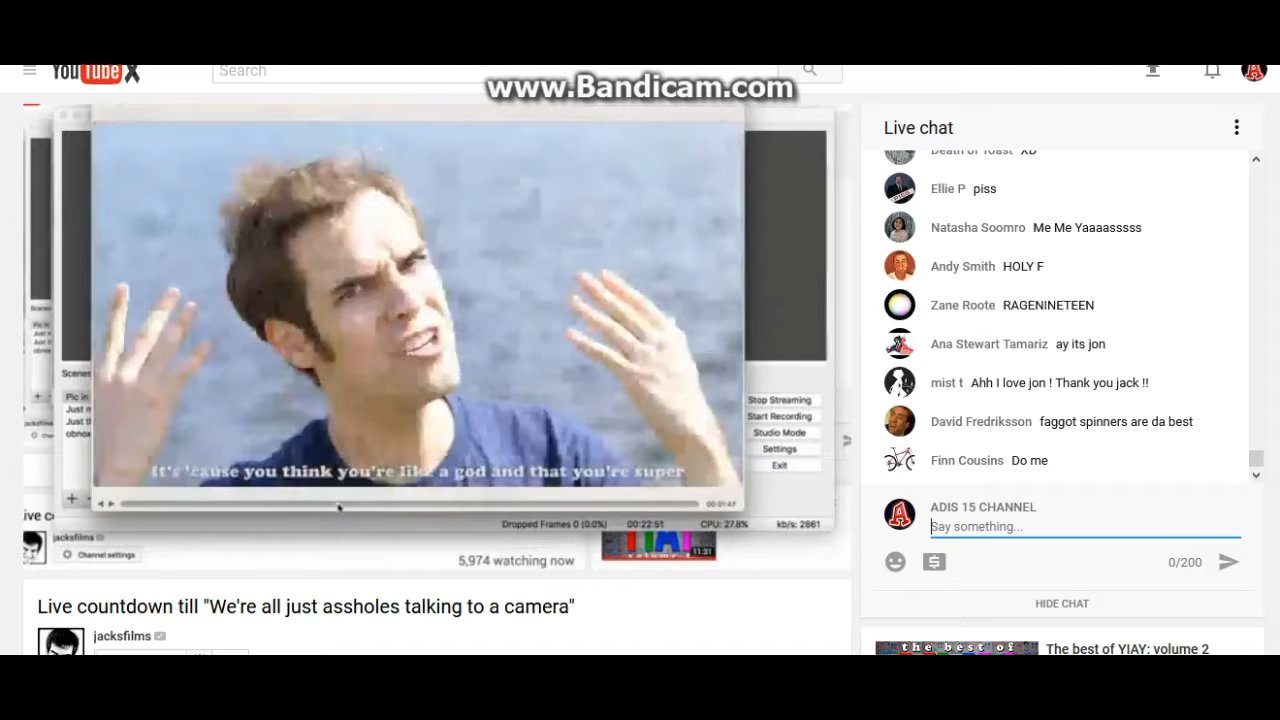 YouTube X
Search
www.Bandicam.com
Live chat
Death of Toast XD
Ellie P piss
Natasha Soomro Me Me Yaaaasssss
Andy Smith HOLY F
Zane Roote RAGENINETEEN
Ana Stewart Tamariz ay its jon
mist t Ahh I love jon ! Thank you jack !!
David Fredriksson faggot spinners are da best
Finn Cousins Do me
ADIS 15 CHANNEL
Say something...
0/200
HIDE CHAT
Scenes
Pic in
Just
Just
obnox
Stop Streaming
Start Recording
Studio Mode
Settings
Exit
It's 'cause you think you're like a god and that you're super
00:01:47
Dropped Frames 0 (0.0%) 00:22:51 CPU: 27.8% kb/s: 2861
jacksfilms
Channel settings
5,974 watching now
11:31
Live countdown till "We're all just assholes talking to a camera"
jacksfilms
the best of
The best of YIAY: volume 2